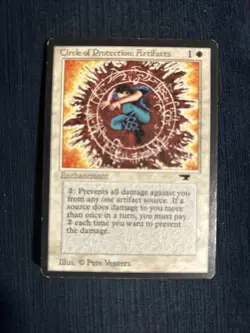 Circle of Protection: Artifacts 1
Enchantment
2: Prevents all damage against you
from any one artifact source. If a
source does damage to you more
than once in a turn, you must pay
2 each time you want to prevent
the damage.
Illus. © Pete Venters